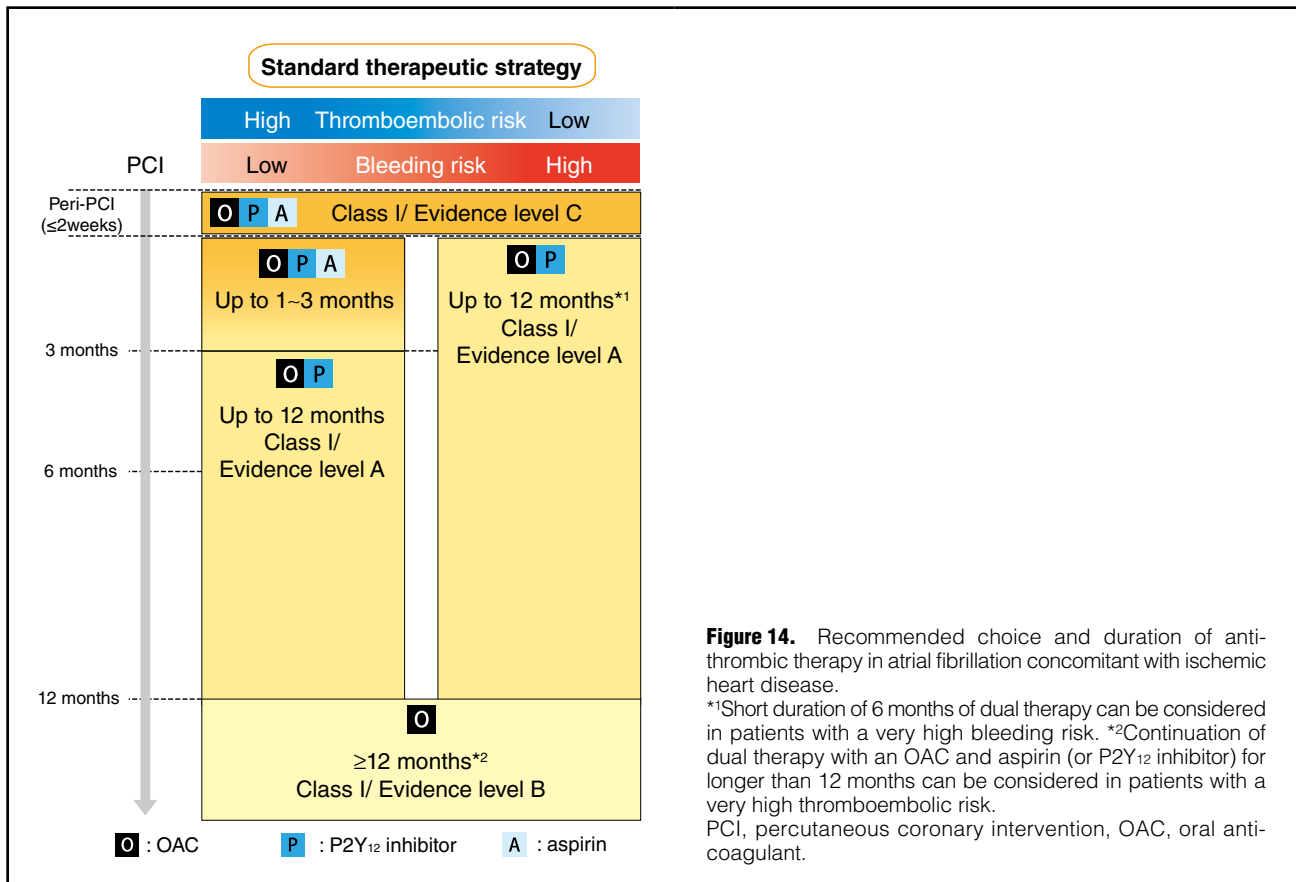 Standard therapeutic strategy
High Thromboembolic risk Low
PCI Low Bleeding risk High
Peri-PCI
(≤2weeks)
O P A Class I/ Evidence level C
O P A
Up to 1~3 months
O P
Up to 12 months*1
Class I/
Evidence level A
3 months
O P
Up to 12 months
Class I/
Evidence level A
6 months
12 months
O
≥12 months*2
Class I/ Evidence level B
O : OAC P : P2Y12 inhibitor A : aspirin
Figure 14. Recommended choice and duration of anti-
thrombic therapy in atrial fibrillation concomitant with ischemic
heart disease.
*1Short duration of 6 months of dual therapy can be considered
in patients with a very high bleeding risk. *2Continuation of
dual therapy with an OAC and aspirin (or P2Y12 inhibitor) for
longer than 12 months can be considered in patients with a
very high thromboembolic risk.
PCI, percutaneous coronary intervention, OAC, oral anti-
coagulant.